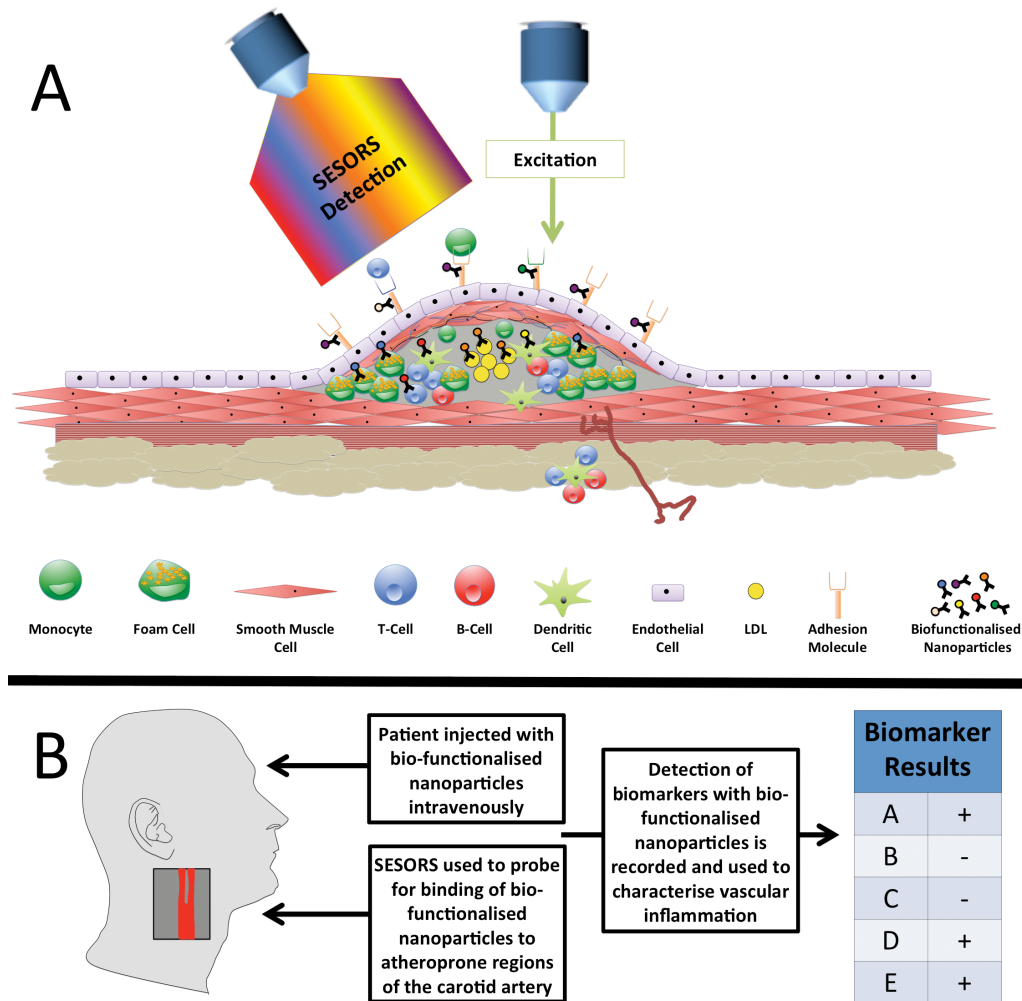 A
SESORS
Detection
Excitation
Monocyte
Foam Cell
Smooth Muscle
Cell
T-Cell
B-Cell
Dendritic
Cell
Endothelial
Cell
LDL
Adhesion
Molecule
Biofunctionalised
Nanoparticles
B
Patient injected with
bio-functionalised
nanoparticles
intravenously
SESORS used to probe
for binding of bio-
functionalised
nanoparticles to
atheroprone regions
of the carotid artery
Detection of
biomarkers with bio-
functionalised
nanoparticles is
recorded and used to
characterise vascular
inflammation
Biomarker
Results
A +
B -
C -
D +
E +